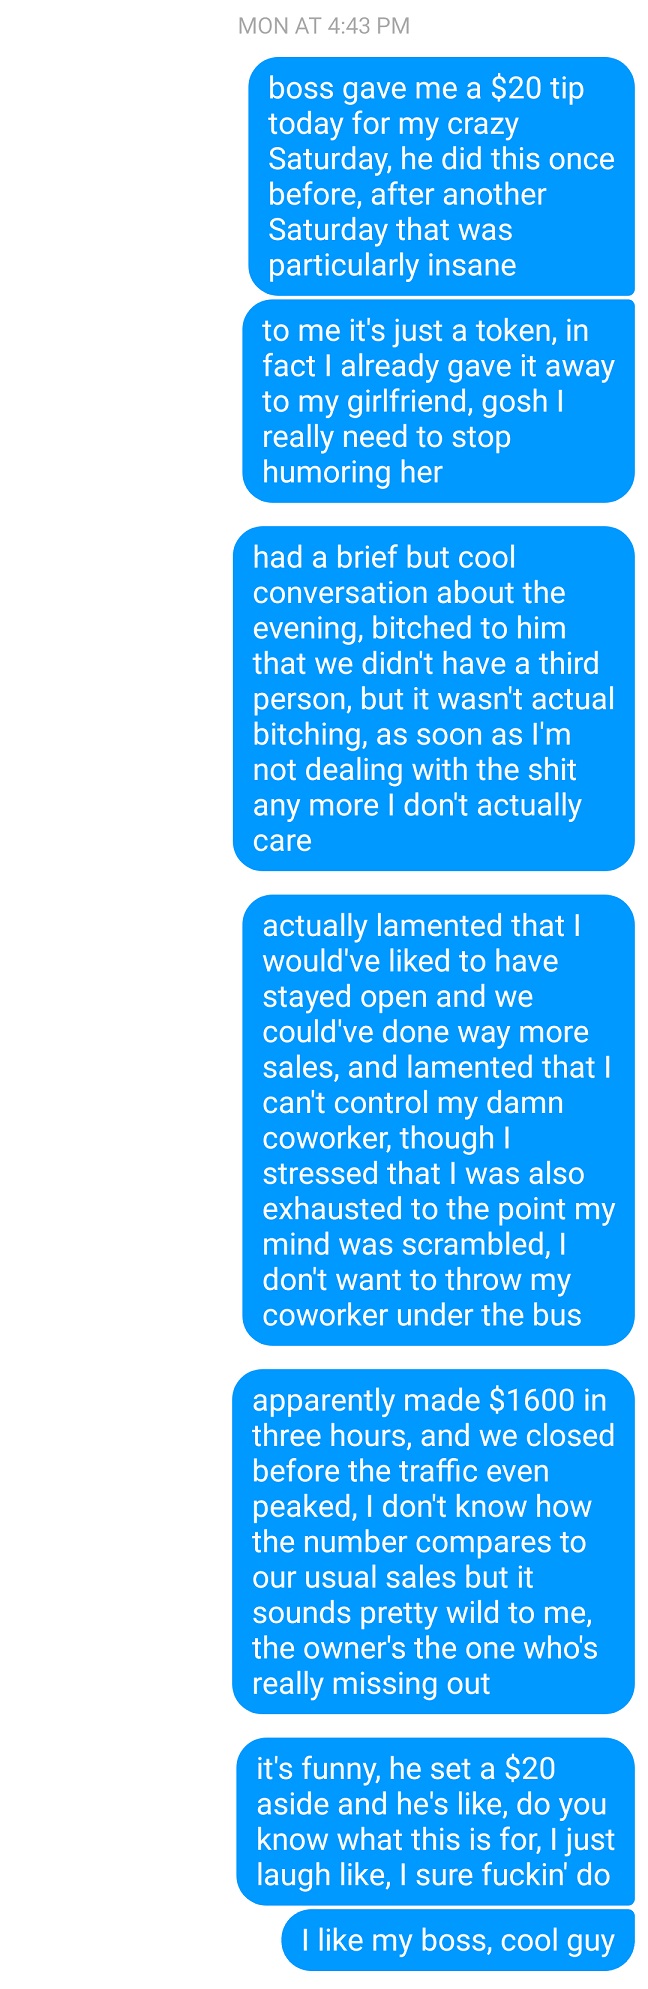 MON AT 4:43 PM
boss gave me a $20 tip
today for my crazy
Saturday, he did this once
before, after another
Saturday that was
particularly insane
to me it's just a token, in
fact I already gave it away
to my girlfriend, gosh I
really need to stop
humoring her
had a brief but cool
conversation about the
evening, bitched to him
that we didn't have a third
person, but it wasn't actual
bitching, as soon as I'm
not dealing with the shit
any more I don't actually
care
actually lamented that I
would've liked to have
stayed open and we
could've done way more
sales, and lamented that I
can't control my damn
coworker, though I
stressed that I was also
exhausted to the point my
mind was scrambled, I
don't want to throw my
coworker under the bus
apparently made $1600 in
three hours, and we closed
before the traffic even
peaked, I don't know how
the number compares to
our usual sales but it
sounds pretty wild to me,
the owner's the one who's
really missing out
it's funny, he set a $20
aside and he's like, do you
know what this is for, I just
laugh like, I sure fuckin' do
I like my boss, cool guy